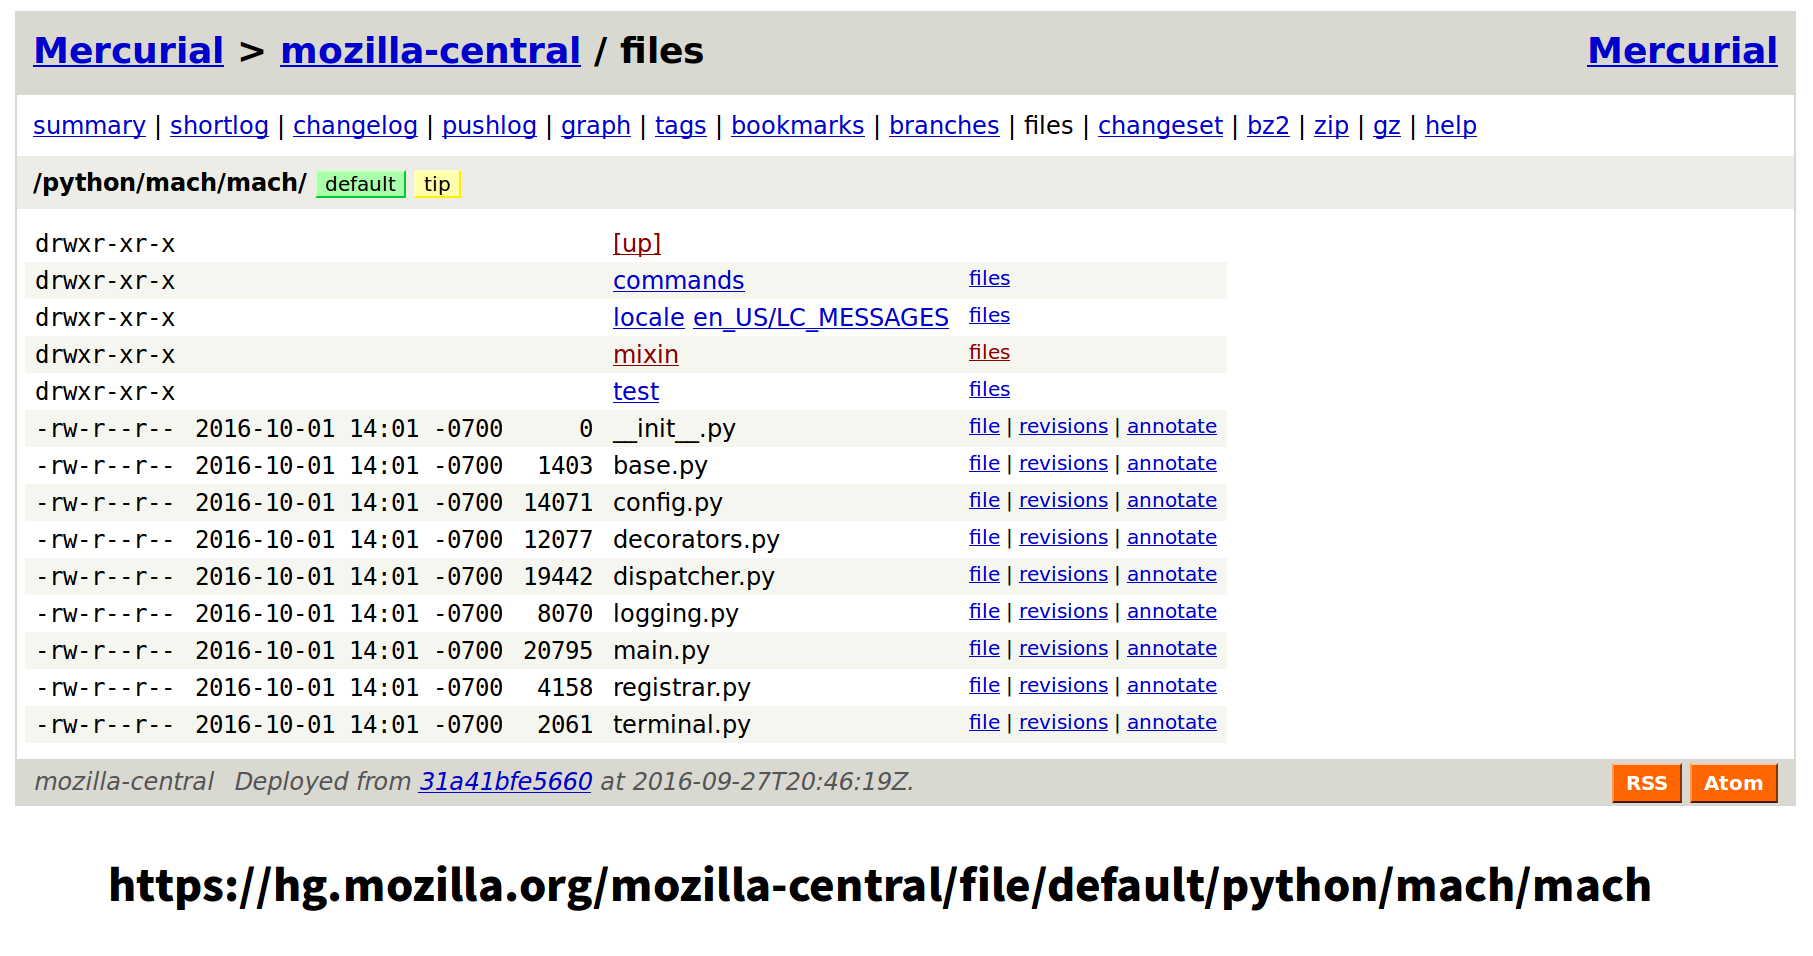 Mercurial > mozilla-central / files Mercurial
summary | shortlog | changelog | pushlog | graph | tags | bookmarks | branches | files | changeset | bz2 | zip | gz | help
/python/mach/mach/ default tip
drwxr-xr-x [up]
drwxr-xr-x commands files
drwxr-xr-x locale en_US/LC_MESSAGES files
drwxr-xr-x mixin files
drwxr-xr-x test files
-rw-r--r-- 2016-10-01 14:01 -0700 0 __init__.py file | revisions | annotate
-rw-r--r-- 2016-10-01 14:01 -0700 1403 base.py file | revisions | annotate
-rw-r--r-- 2016-10-01 14:01 -0700 14071 config.py file | revisions | annotate
-rw-r--r-- 2016-10-01 14:01 -0700 12077 decorators.py file | revisions | annotate
-rw-r--r-- 2016-10-01 14:01 -0700 19442 dispatcher.py file | revisions | annotate
-rw-r--r-- 2016-10-01 14:01 -0700 8070 logging.py file | revisions | annotate
-rw-r--r-- 2016-10-01 14:01 -0700 20795 main.py file | revisions | annotate
-rw-r--r-- 2016-10-01 14:01 -0700 4158 registrar.py file | revisions | annotate
-rw-r--r-- 2016-10-01 14:01 -0700 2061 terminal.py file | revisions | annotate
mozilla-central Deployed from 31a41bfe5660 at 2016-09-27T20:46:19Z. RSS Atom
https://hg.mozilla.org/mozilla-central/file/default/python/mach/mach